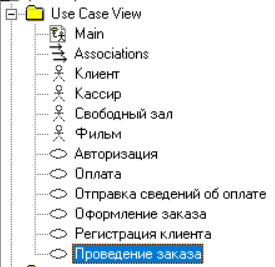 Use Case View
Main
Associations
Клиент
Кассир
Свободный зал
Фильм
Авторизация
Оплата
Отправка сведений об оплате
Оформление заказа
Регистрация клиента
Проведение заказа